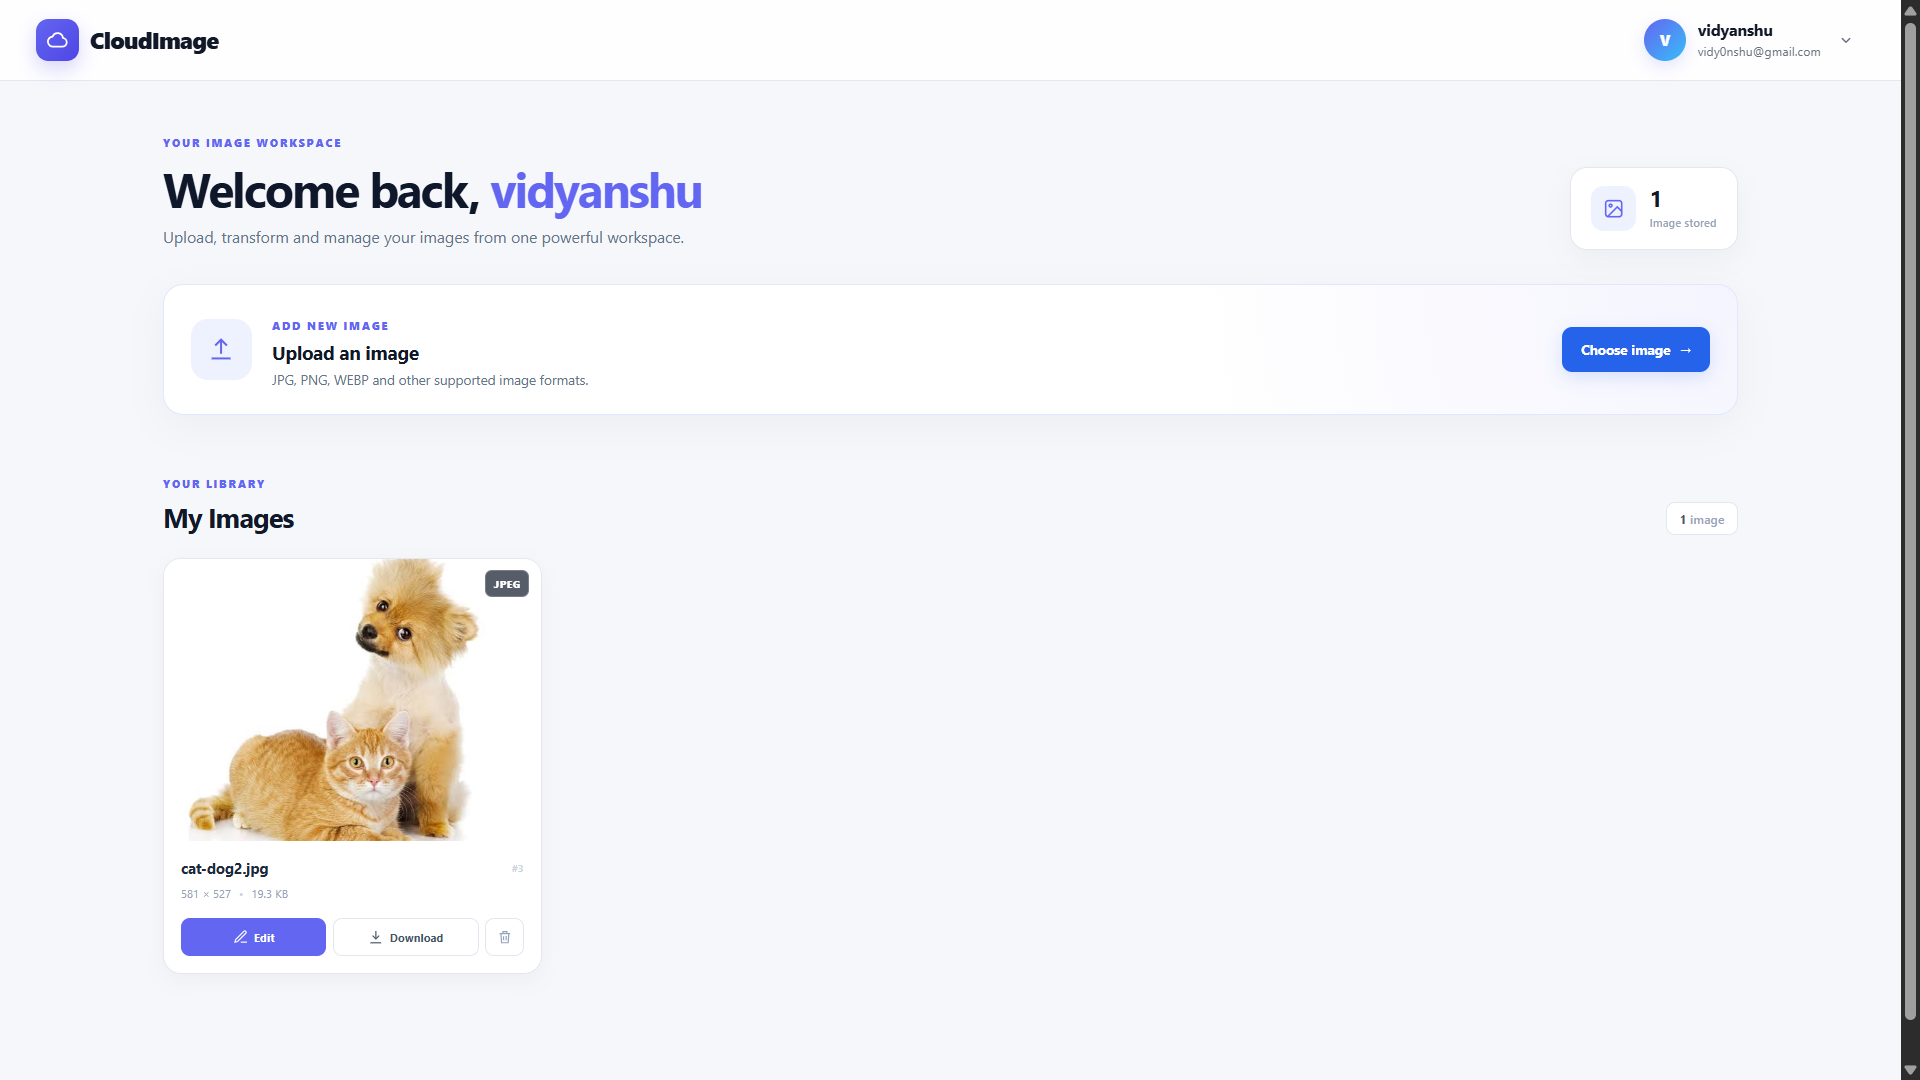 CloudImage
V
vidyanshu
vidy0nshu@gmail.com
YOUR IMAGE WORKSPACE
Welcome back, vidyanshu
Upload, transform and manage your images from one powerful workspace.
1
Image stored
ADD NEW IMAGE
Upload an image
JPG, PNG, WEBP and other supported image formats.
Choose image →
YOUR LIBRARY
My Images
1 image
JPEG
cat-dog2.jpg
#3
581 × 527 • 19.3 KB
Edit
Download